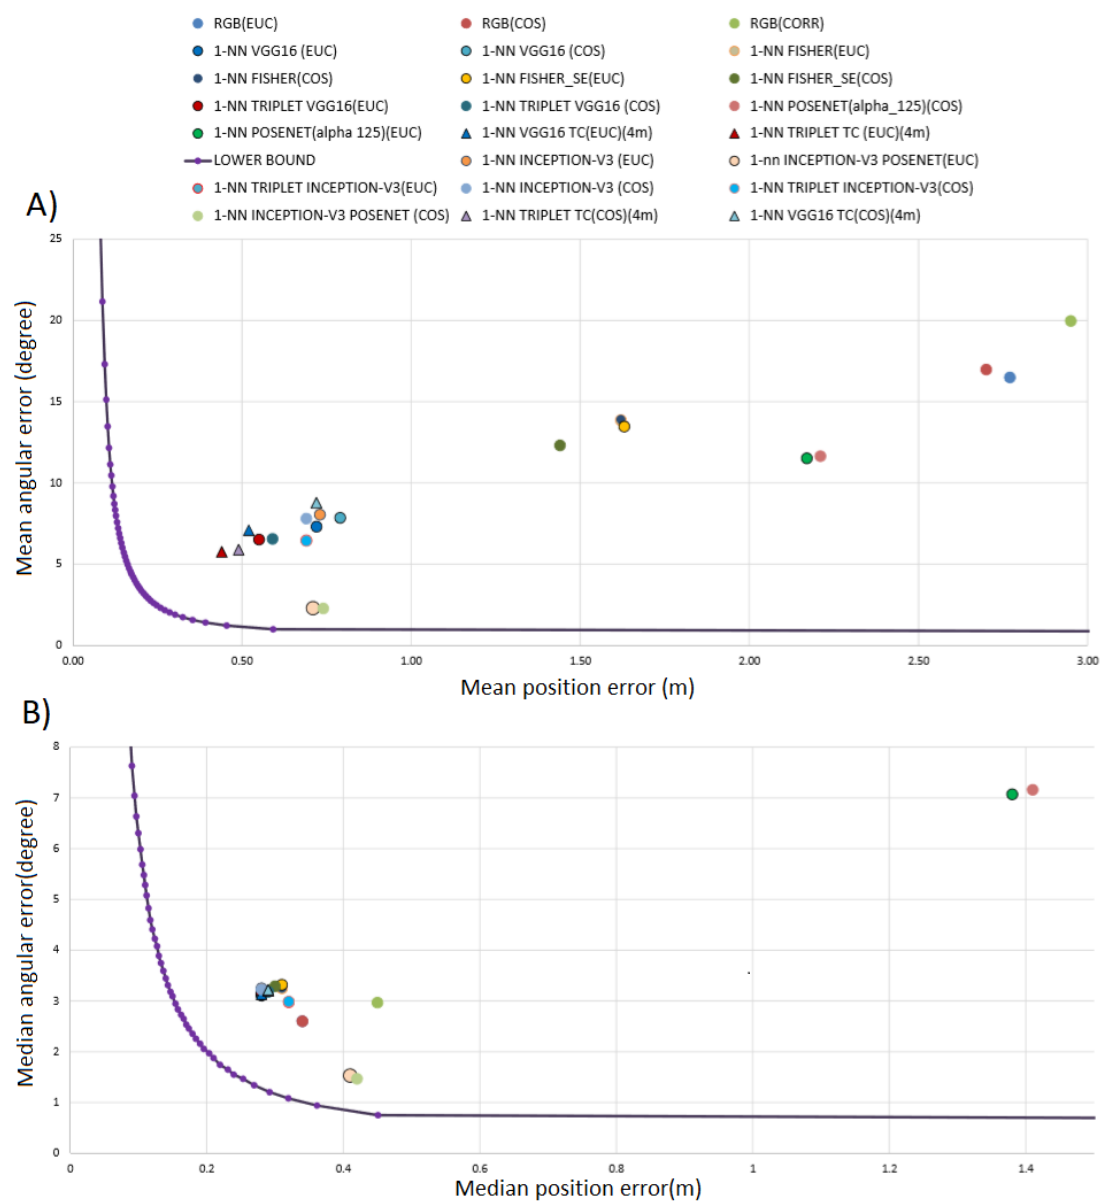 RGB(EUC) RGB(COS) RGB(CORR)
1-NN VGG16 (EUC) 1-NN VGG16 (COS) 1-NN FISHER(EUC)
1-NN FISHER(COS) 1-NN FISHER_SE(EUC) 1-NN FISHER_SE(COS)
1-NN TRIPLET VGG16(EUC) 1-NN TRIPLET VGG16 (COS) 1-NN POSENET(alpha_125)(COS)
1-NN POSENET(alpha 125)(EUC) 1-NN VGG16 TC(EUC)(4m) 1-NN TRIPLET TC (EUC)(4m)
LOWER BOUND 1-NN INCEPTION-V3 (EUC) 1-nn INCEPTION-V3 POSENET(EUC)
1-NN TRIPLET INCEPTION-V3(EUC) 1-NN INCEPTION-V3 (COS) 1-NN TRIPLET INCEPTION-V3(COS)
1-NN INCEPTION-V3 POSENET (COS) 1-NN TRIPLET TC(COS)(4m) 1-NN VGG16 TC(COS)(4m)
A)
Mean angular error (degree)
25
20
15
10
5
0
0.00 0.50 1.00 1.50 2.00 2.50 3.00
Mean position error (m)
B)
Median angular error(degree)
8
7
6
5
4
3
2
1
0
0 0.2 0.4 0.6 0.8 1 1.2 1.4
Median position error(m)